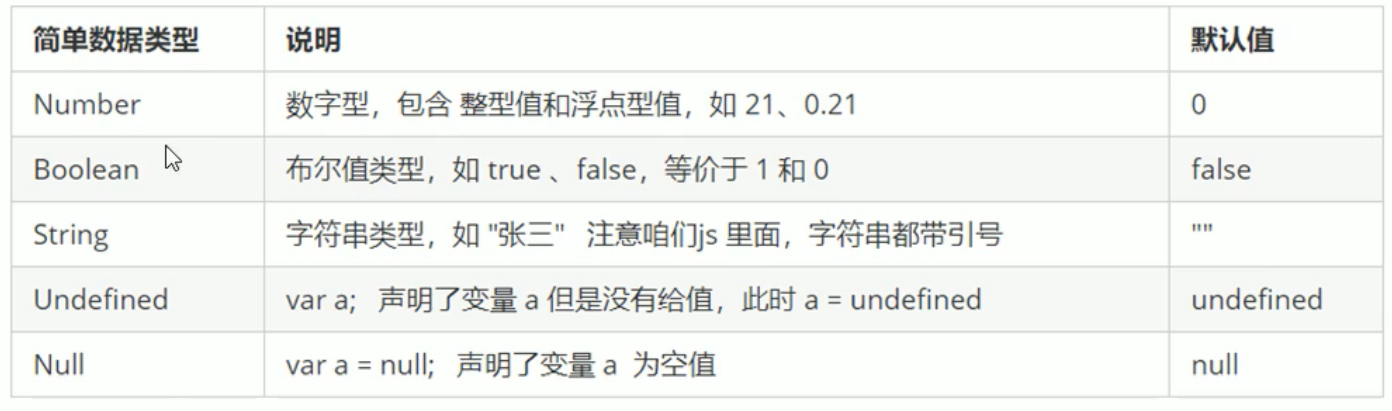 简单数据类型 说明 默认值
Number 数字型，包含 整型值和浮点型值，如 21、0.21 0
Boolean 布尔值类型，如 true 、false，等价于 1 和 0 false
String 字符串类型，如 "张三" 注意咱们js 里面，字符串都带引号 ""
Undefined var a; 声明了变量 a 但是没有给值，此时 a = undefined undefined
Null var a = null; 声明了变量 a 为空值 null